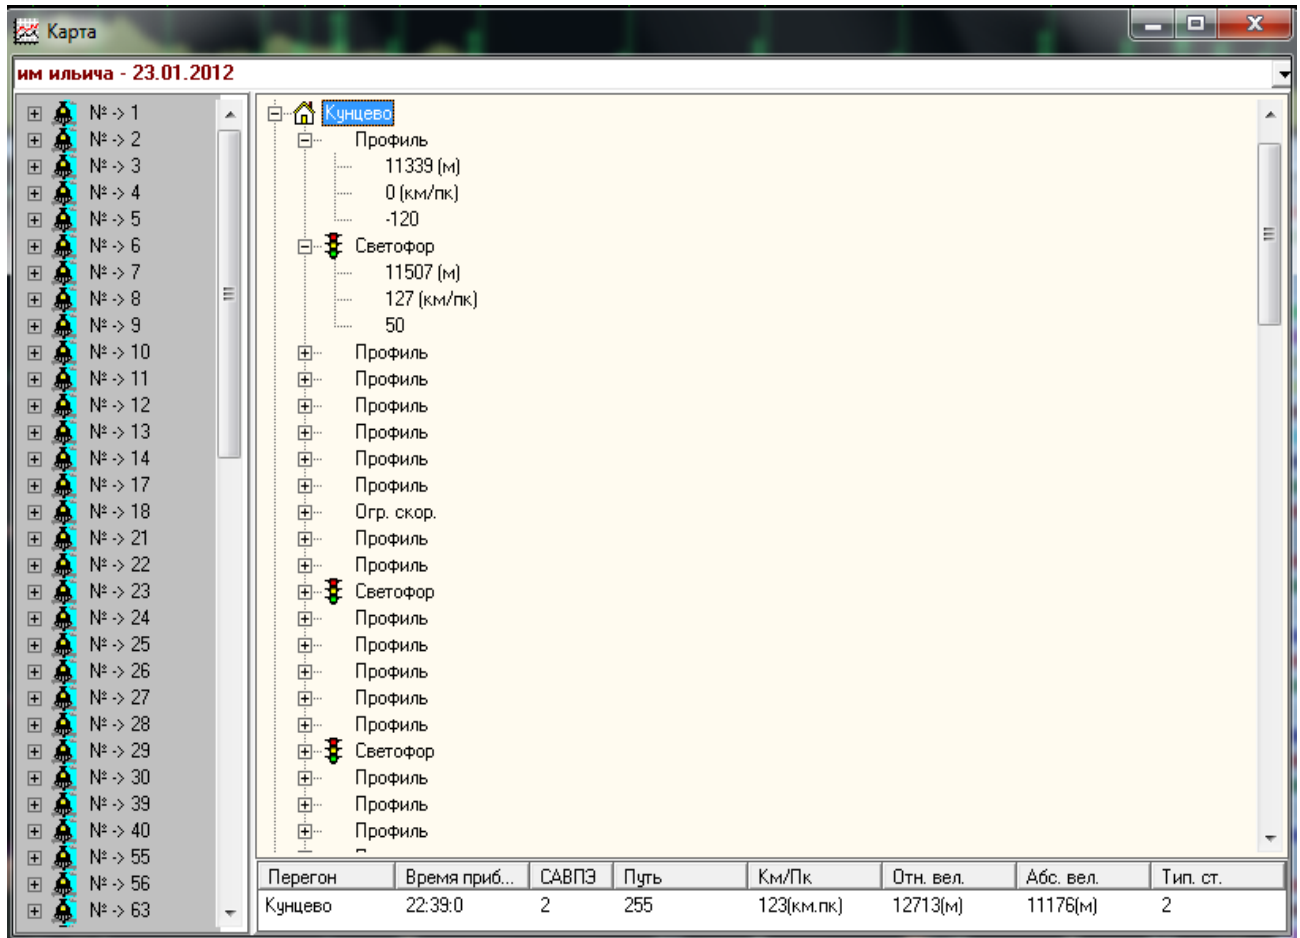 Карта
им ильича - 23.01.2012
№ -> 1
№ -> 2
№ -> 3
№ -> 4
№ -> 5
№ -> 6
№ -> 7
№ -> 8
№ -> 9
№ -> 10
№ -> 11
№ -> 12
№ -> 13
№ -> 14
№ -> 17
№ -> 18
№ -> 21
№ -> 22
№ -> 23
№ -> 24
№ -> 25
№ -> 26
№ -> 27
№ -> 28
№ -> 29
№ -> 30
№ -> 39
№ -> 40
№ -> 55
№ -> 56
№ -> 63
Кунцево
Профиль
11339 (м)
0 (км/пк)
-120
Светофор
11507 (м)
127 (км/пк)
50
Профиль
Профиль
Профиль
Профиль
Профиль
Профиль
Огр. скор.
Профиль
Профиль
Светофор
Профиль
Профиль
Профиль
Профиль
Профиль
Светофор
Профиль
Профиль
Профиль
Перегон Время приб... САВПЭ Путь Км/Пк Отн. вел. Абс. вел. Тип. ст.
Кунцево 22:39:0 2 255 123(км.пк) 12713(м) 11176(м) 2